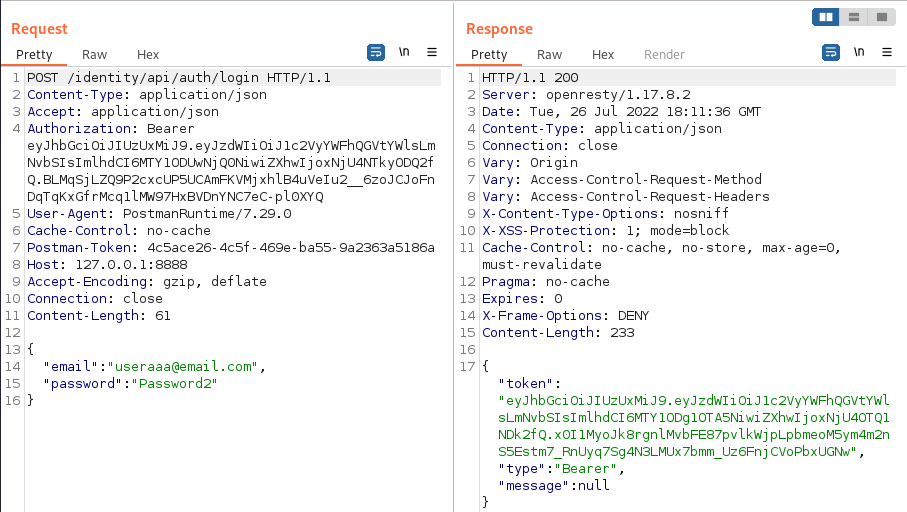 Request
Pretty Raw Hex \n
1 POST /identity/api/auth/login HTTP/1.1
2 Content-Type: application/json
3 Accept: application/json
4 Authorization: Bearer
eyJhbGciOiJIUzUxMiJ9.eyJzdWIiOiJ1c2VyYWFhQGVtYWlsLm
NvbSIsImlhdCI6MTY1ODUwNjQ0NiwiZXhwIjoxNjU4NTkyODQ2f
Q.BLMqSjLZQ9P2cxcUP5UCAmFKVMjxhlB4uVeIu2__6zoJCJoFn
DqTqKxGfrMcq1lMW97HxBVDnYNC7eC-pl0XYQ
5 User-Agent: PostmanRuntime/7.29.0
6 Cache-Control: no-cache
7 Postman-Token: 4c5ace26-4c5f-469e-ba55-9a2363a5186a
8 Host: 127.0.0.1:8888
9 Accept-Encoding: gzip, deflate
10 Connection: close
11 Content-Length: 61
12
13 {
14 "email":"useraaa@email.com",
15 "password":"Password2"
16 }
Response
Pretty Raw Hex Render \n
1 HTTP/1.1 200
2 Server: openresty/1.17.8.2
3 Date: Tue, 26 Jul 2022 18:11:36 GMT
4 Content-Type: application/json
5 Connection: close
6 Vary: Origin
7 Vary: Access-Control-Request-Method
8 Vary: Access-Control-Request-Headers
9 X-Content-Type-Options: nosniff
10 X-XSS-Protection: 1; mode=block
11 Cache-Control: no-cache, no-store, max-age=0,
must-revalidate
12 Pragma: no-cache
13 Expires: 0
14 X-Frame-Options: DENY
15 Content-Length: 233
16
17 {
"token":
"eyJhbGciOiJIUzUxMiJ9.eyJzdWIiOiJ1c2VyYWFhQGVtYWl
sLmNvbSIsImlhdCI6MTY1ODg1OTA5NiwiZXhwIjoxNjU4OTQ1
NDk2fQ.x0I1MyoJk8rgnlMvbFE87pvlkWjpLpbmeoM5ym4m2n
S5Estm7_RnUyq7Sg4N3LMUx7bmm_Uz6FnjCVoPbxUGNw",
"type":"Bearer",
"message":null
}